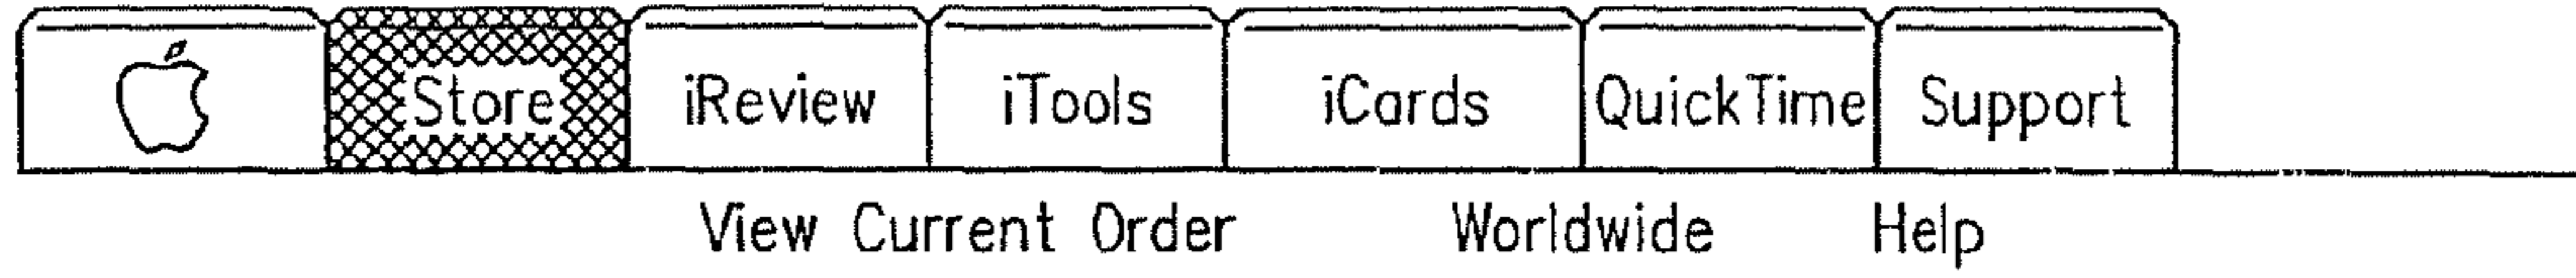 Store iReview iTools iCards QuickTime Support
View Current Order Worldwide Help